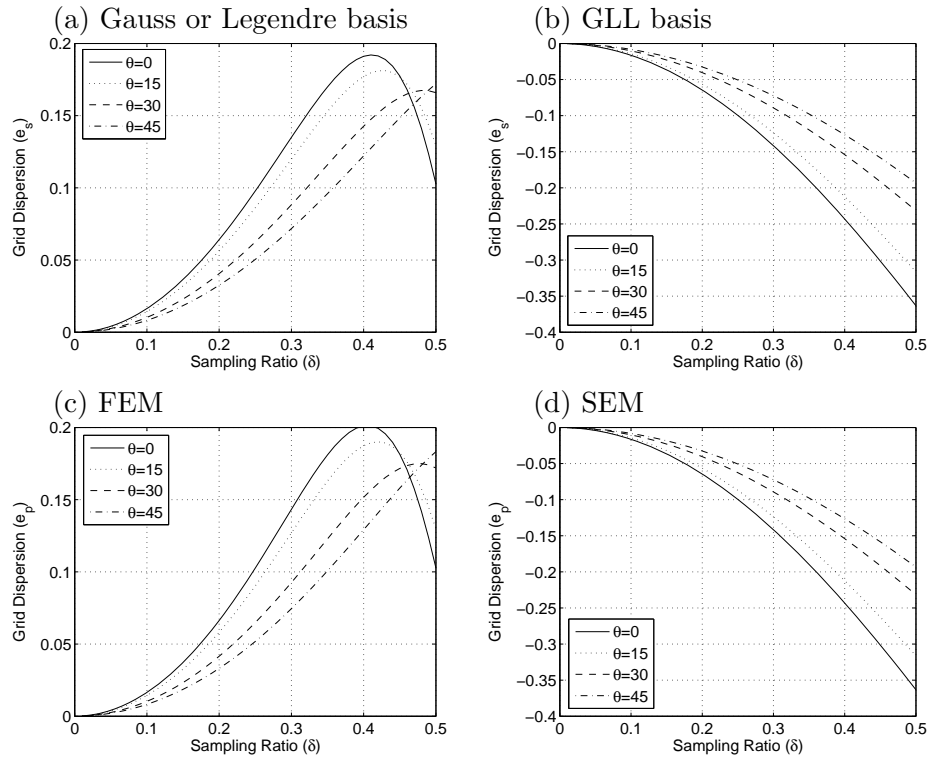 (a) Gauss or Legendre basis
0.2
0.15
0.1
0.05
0
Grid Dispersion (e_s)
θ=0
θ=15
θ=30
θ=45
0 0.1 0.2 0.3 0.4 0.5
Sampling Ratio (δ)
(b) GLL basis
0
−0.05
−0.1
−0.15
−0.2
−0.25
−0.3
−0.35
−0.4
Grid Dispersion (e_s)
θ=0
θ=15
θ=30
θ=45
0 0.1 0.2 0.3 0.4 0.5
Sampling Ratio (δ)
(c) FEM
0.2
0.15
0.1
0.05
0
Grid Dispersion (e_p)
θ=0
θ=15
θ=30
θ=45
0 0.1 0.2 0.3 0.4 0.5
Sampling Ratio (δ)
(d) SEM
0
−0.05
−0.1
−0.15
−0.2
−0.25
−0.3
−0.35
−0.4
Grid Dispersion (e_p)
θ=0
θ=15
θ=30
θ=45
0 0.1 0.2 0.3 0.4 0.5
Sampling Ratio (δ)